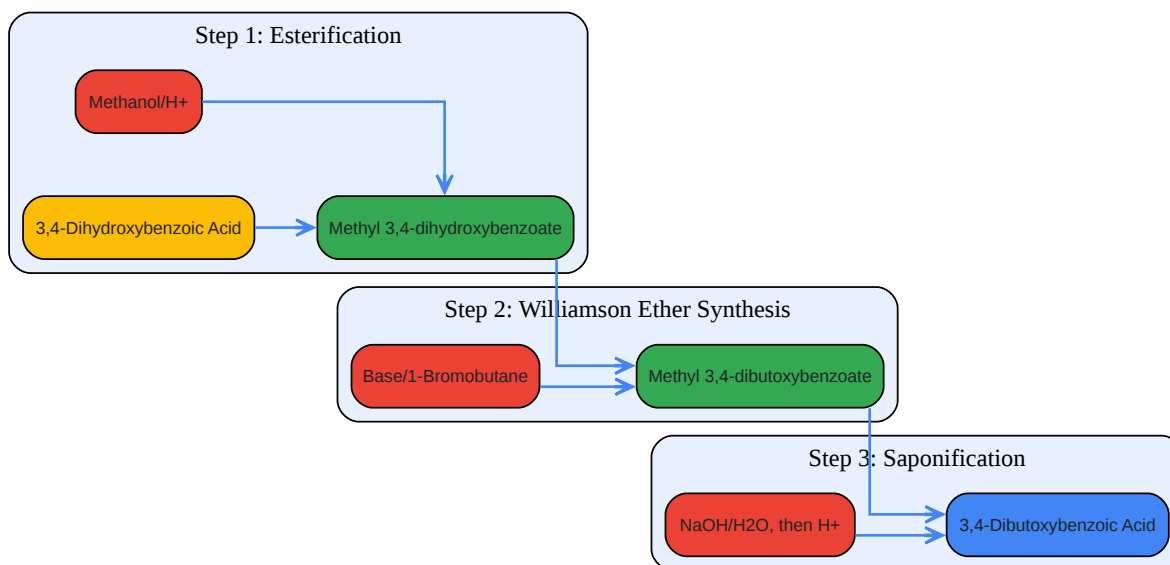 Step 1: Esterification
Methanol/H+
3,4-Dihydroxybenzoic Acid
Methyl 3,4-dihydroxybenzoate
Step 2: Williamson Ether Synthesis
Base/1-Bromobutane
Methyl 3,4-dibutoxybenzoate
Step 3: Saponification
NaOH/H2O, then H+
3,4-Dibutoxybenzoic Acid